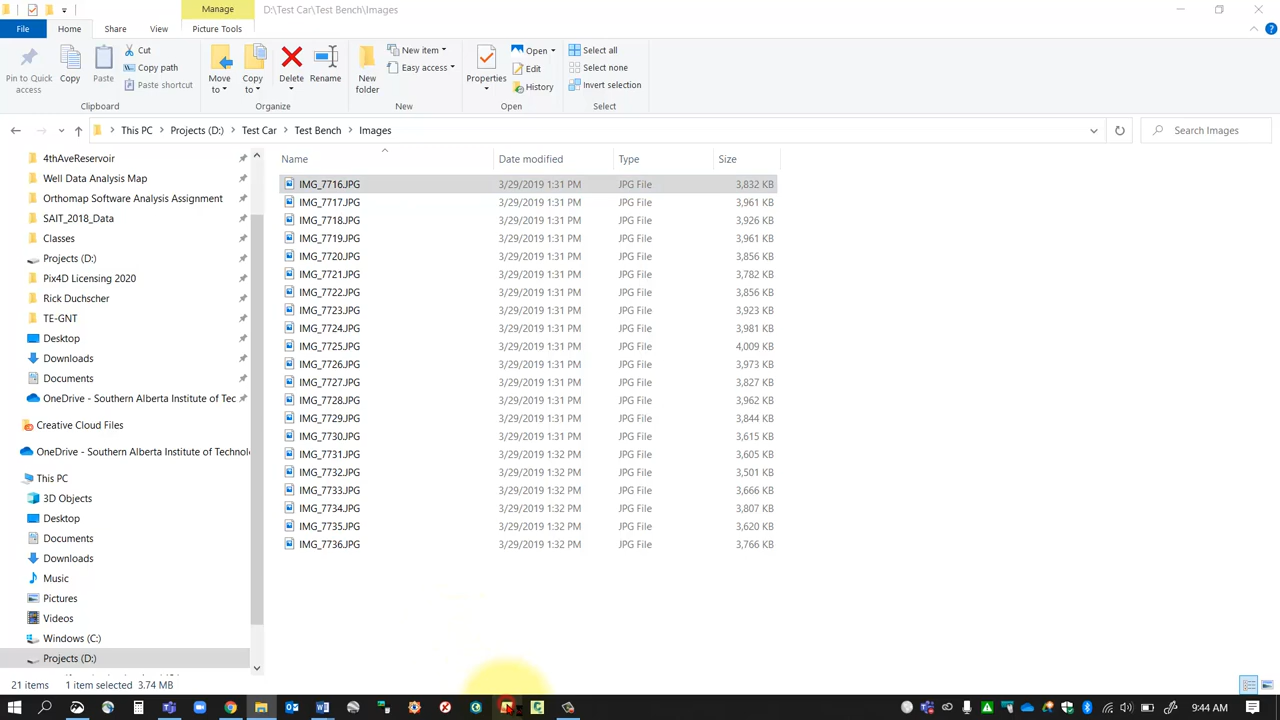 Manage
D:\Test Car\Test Bench\Images
File
Home
Share
View
Picture Tools
Pin to Quick access
Copy
Paste
Cut
Copy path
Paste shortcut
Clipboard
Move to
Copy to
Delete
Rename
Organize
New folder
New item
Easy access
New
Properties
Open
Edit
History
Open
Select all
Select none
Invert selection
Select
This PC
Projects (D:)
Test Car
Test Bench
Images
Search Images
4thAveReservoir
Well Data Analysis Map
Orthomap Software Analysis Assignment
SAIT_2018_Data
Classes
Projects (D:)
Pix4D Licensing 2020
Rick Duchscher
TE-GNT
Desktop
Downloads
Documents
OneDrive - Southern Alberta Institute of Tec
Creative Cloud Files
OneDrive - Southern Alberta Institute of Technol
This PC
3D Objects
Desktop
Documents
Downloads
Music
Pictures
Videos
Windows (C:)
Projects (D:)
Name Date modified Type Size
IMG_7716.JPG 3/29/2019 1:31 PM JPG File 3,832 KB
IMG_7717.JPG 3/29/2019 1:31 PM JPG File 3,961 KB
IMG_7718.JPG 3/29/2019 1:31 PM JPG File 3,926 KB
IMG_7719.JPG 3/29/2019 1:31 PM JPG File 3,961 KB
IMG_7720.JPG 3/29/2019 1:31 PM JPG File 3,856 KB
IMG_7721.JPG 3/29/2019 1:31 PM JPG File 3,782 KB
IMG_7722.JPG 3/29/2019 1:31 PM JPG File 3,856 KB
IMG_7723.JPG 3/29/2019 1:31 PM JPG File 3,923 KB
IMG_7724.JPG 3/29/2019 1:31 PM JPG File 3,981 KB
IMG_7725.JPG 3/29/2019 1:31 PM JPG File 4,009 KB
IMG_7726.JPG 3/29/2019 1:31 PM JPG File 3,973 KB
IMG_7727.JPG 3/29/2019 1:31 PM JPG File 3,827 KB
IMG_7728.JPG 3/29/2019 1:31 PM JPG File 3,962 KB
IMG_7729.JPG 3/29/2019 1:31 PM JPG File 3,844 KB
IMG_7730.JPG 3/29/2019 1:31 PM JPG File 3,615 KB
IMG_7731.JPG 3/29/2019 1:32 PM JPG File 3,605 KB
IMG_7732.JPG 3/29/2019 1:32 PM JPG File 3,501 KB
IMG_7733.JPG 3/29/2019 1:32 PM JPG File 3,666 KB
IMG_7734.JPG 3/29/2019 1:32 PM JPG File 3,807 KB
IMG_7735.JPG 3/29/2019 1:32 PM JPG File 3,620 KB
IMG_7736.JPG 3/29/2019 1:32 PM JPG File 3,766 KB
21 items 1 item selected 3.74 MB
9:44 AM